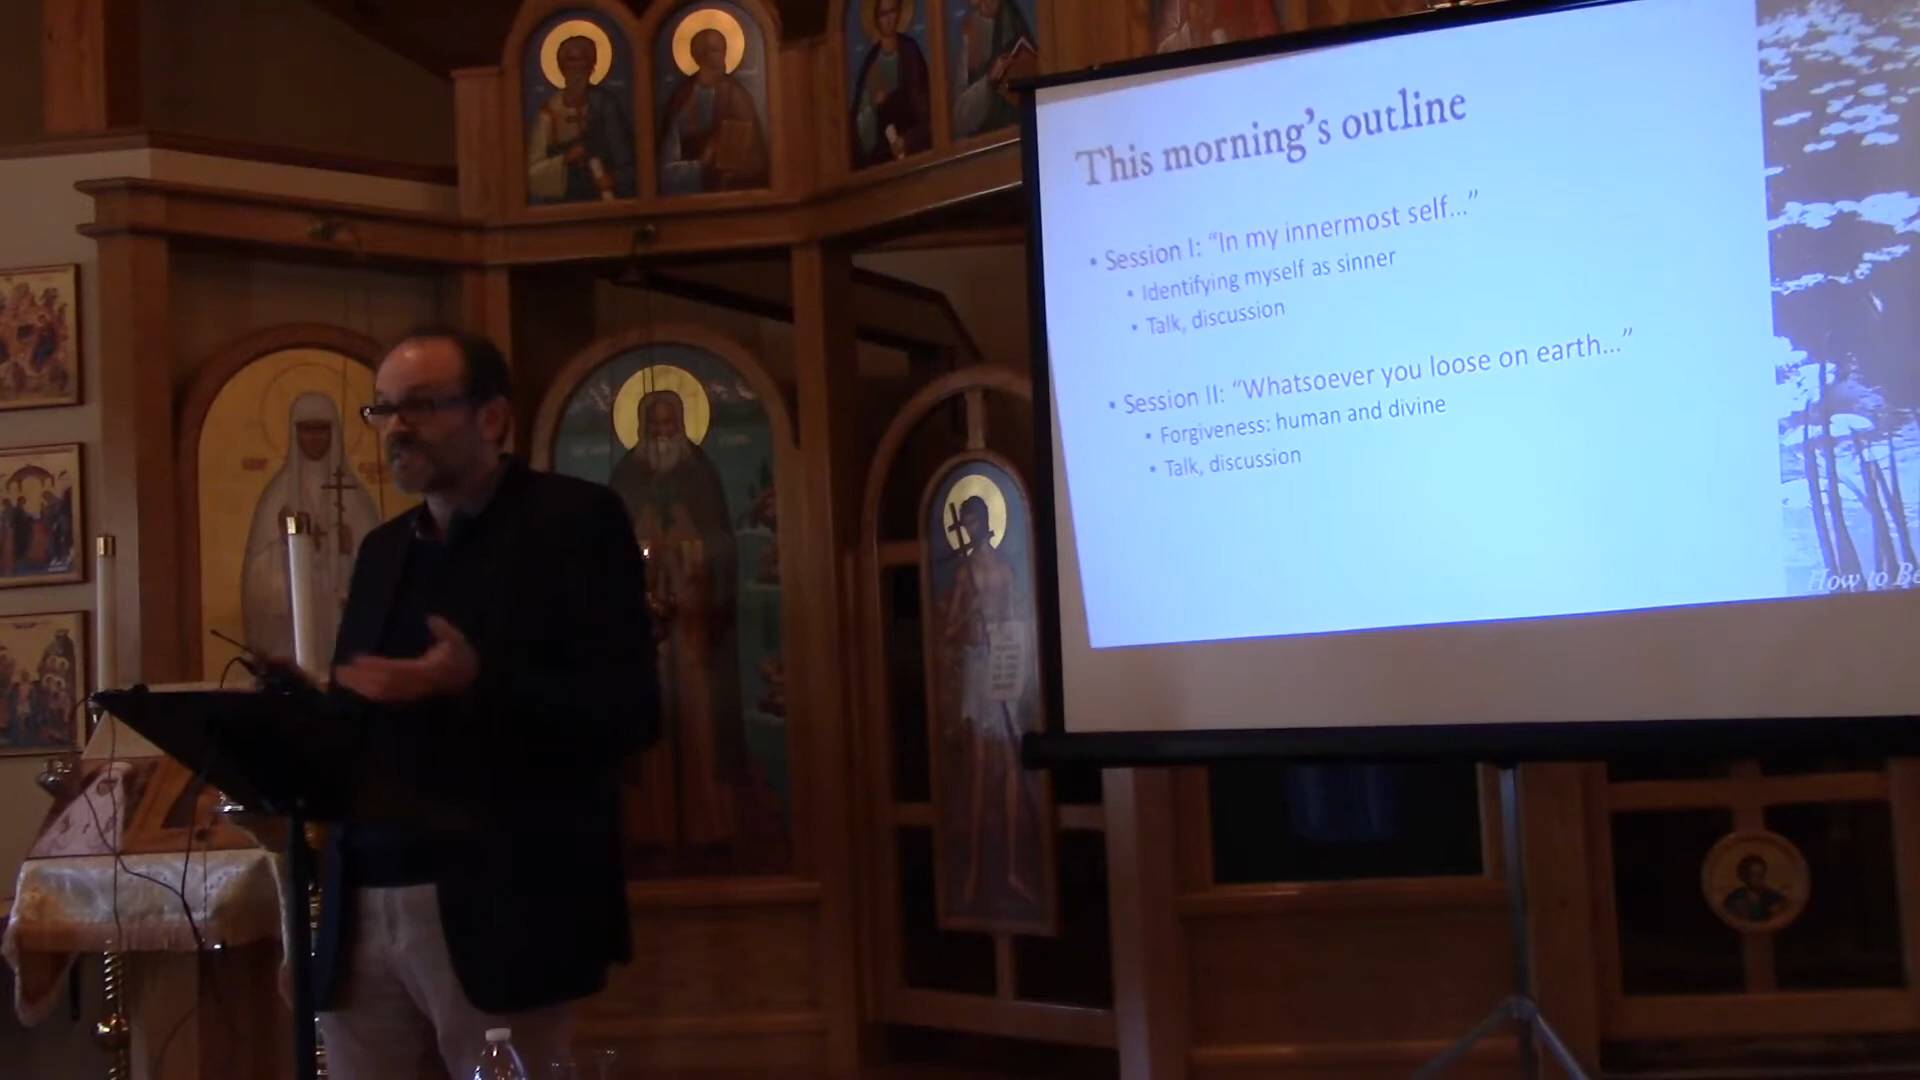 This morning's outline
• Session I: “In my innermost self...”
• Identifying myself as sinner
• Talk, discussion
• Session II: “Whatsoever you loose on earth...”
• Forgiveness: human and divine
• Talk, discussion
How to Be